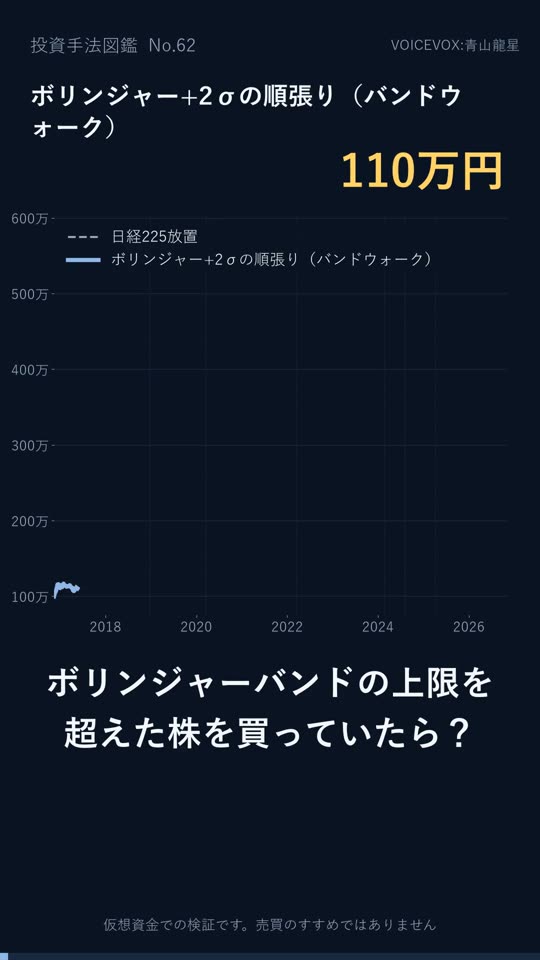 投資手法図鑑 No.62
VOICEVOX:青山龍星
ボリンジャー+2σの順張り（バンドウ
ォーク）
110万円
600万
日経225放置
ボリンジャー+2σの順張り（バンドウォーク）
500万
400万
300万
200万
100万
2018 2020 2022 2024 2026
ボリンジャーバンドの上限を
超えた株を買っていたら？
仮想資金での検証です。売買のすすめではありません